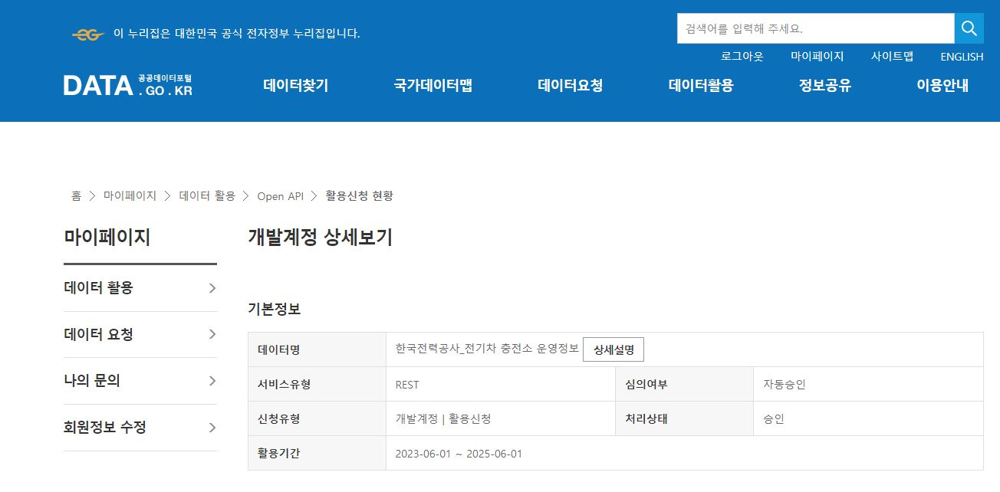 이 누리집은 대한민국 공식 전자정부 누리집입니다.
검색어를 입력해 주세요.
로그아웃 마이페이지 사이트맵 ENGLISH
DATA 공공데이터포털 .GO.KR
데이터찾기 국가데이터맵 데이터요청 데이터활용 정보공유 이용안내
홈 > 마이페이지 > 데이터 활용 > Open API > 활용신청 현황
마이페이지
데이터 활용
데이터 요청
나의 문의
회원정보 수정
개발계정 상세보기
기본정보
데이터명 한국전력공사_전기차 충전소 운영정보 상세설명
서비스유형 REST 심의여부 자동승인
신청유형 개발계정 | 활용신청 처리상태 승인
활용기간 2023-06-01 ~ 2025-06-01